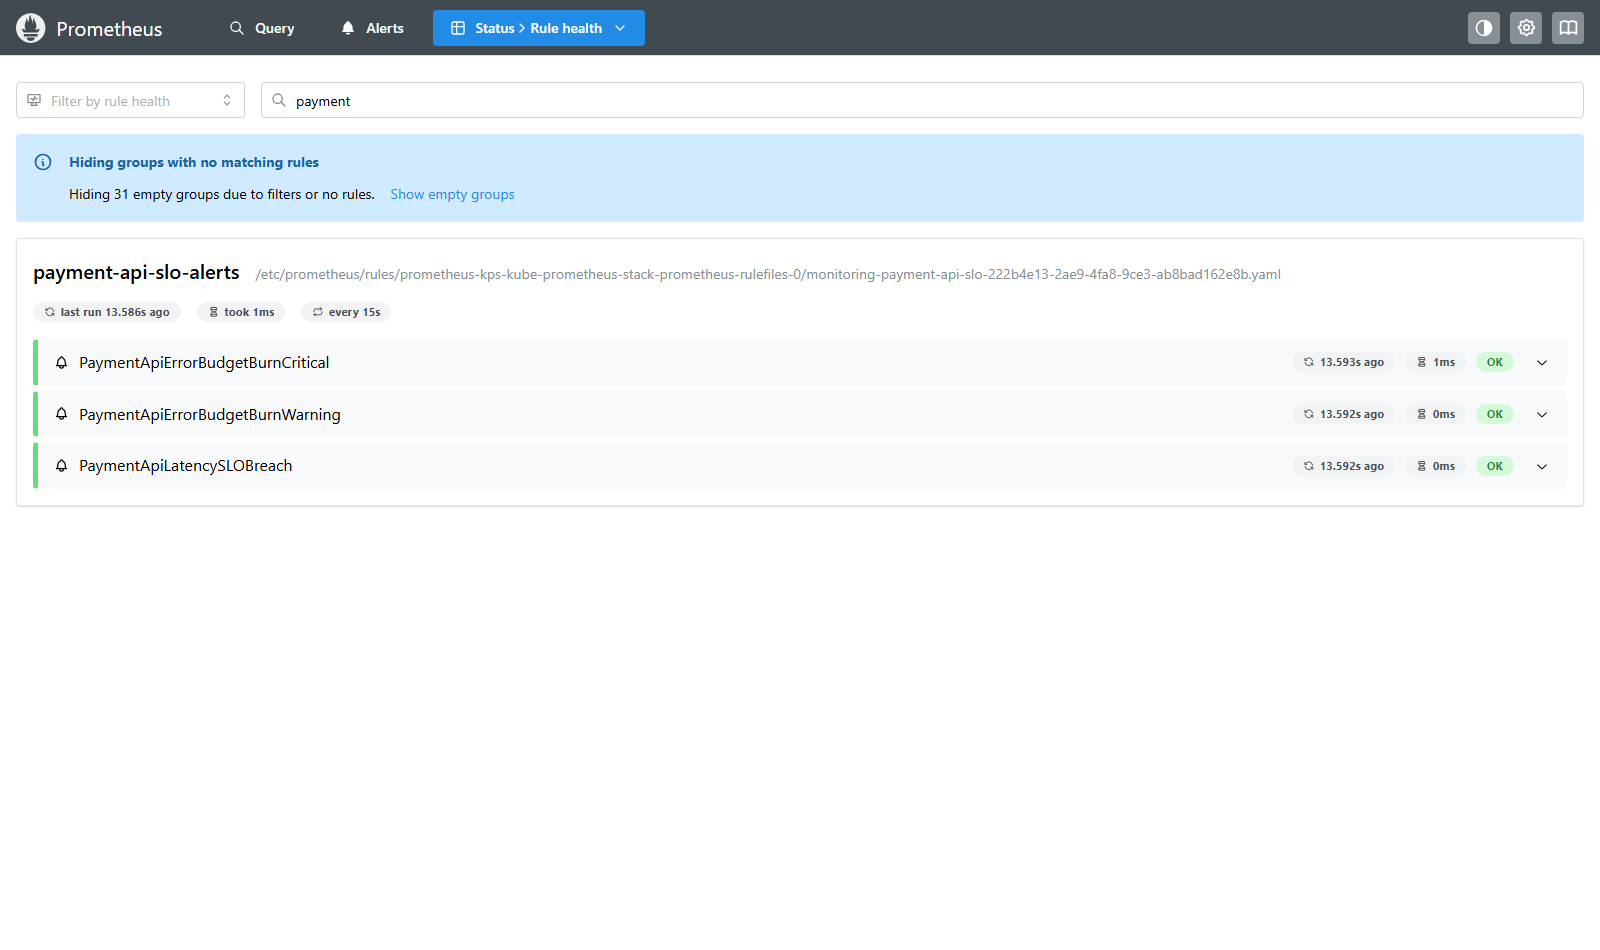 Prometheus Query Alerts Status > Rule health
Filter by rule health payment
Hiding groups with no matching rules
Hiding 31 empty groups due to filters or no rules. Show empty groups
payment-api-slo-alerts /etc/prometheus/rules/prometheus-kps-kube-prometheus-stack-prometheus-rulefiles-0/monitoring-payment-api-slo-222b4e13-2ae9-4fa8-9ce3-ab8bad162e8b.yaml
last run 13.586s ago took 1ms every 15s
PaymentApiErrorBudgetBurnCritical 13.593s ago 1ms OK
PaymentApiErrorBudgetBurnWarning 13.592s ago 0ms OK
PaymentApiLatencySLOBreach 13.592s ago 0ms OK